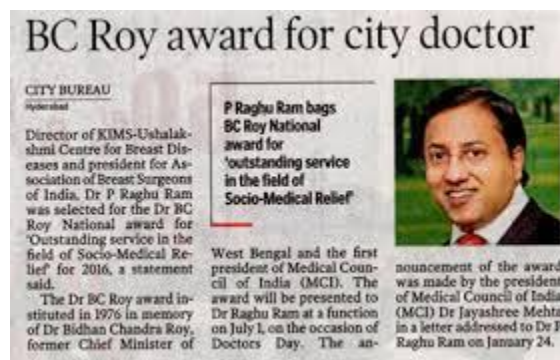 BC Roy award for city doctor
CITY BUREAU
Hyderabad
Director of KIMS-Ushalak-
shmi Centre for Breast Dis-
eases and president for As-
sociation of Breast Surgeons
of India, Dr P Raghu Ram
was selected for the Dr BC
Roy National award for
'Outstanding service in the
field of Socio-Medical Re-
lief' for 2016, a statement
said.
The Dr BC Roy award in-
stituted in 1976 in memory
of Dr Bidhan Chandra Roy,
former Chief Minister of
P Raghu Ram bags
BC Roy National
award for
'outstanding service
in the field of
Socio-Medical Relief'
West Bengal and the first
president of Medical Coun-
cil of India (MCI). The
award will be presented to
Dr Raghu Ram at a function
on July 1, on the occasion of
Doctors Day. The an-
nouncement of the award
was made by the president
of Medical Council of India
(MCI) Dr Jayashree Mehta
in a letter addressed to Dr P
Raghu Ram on January 24.